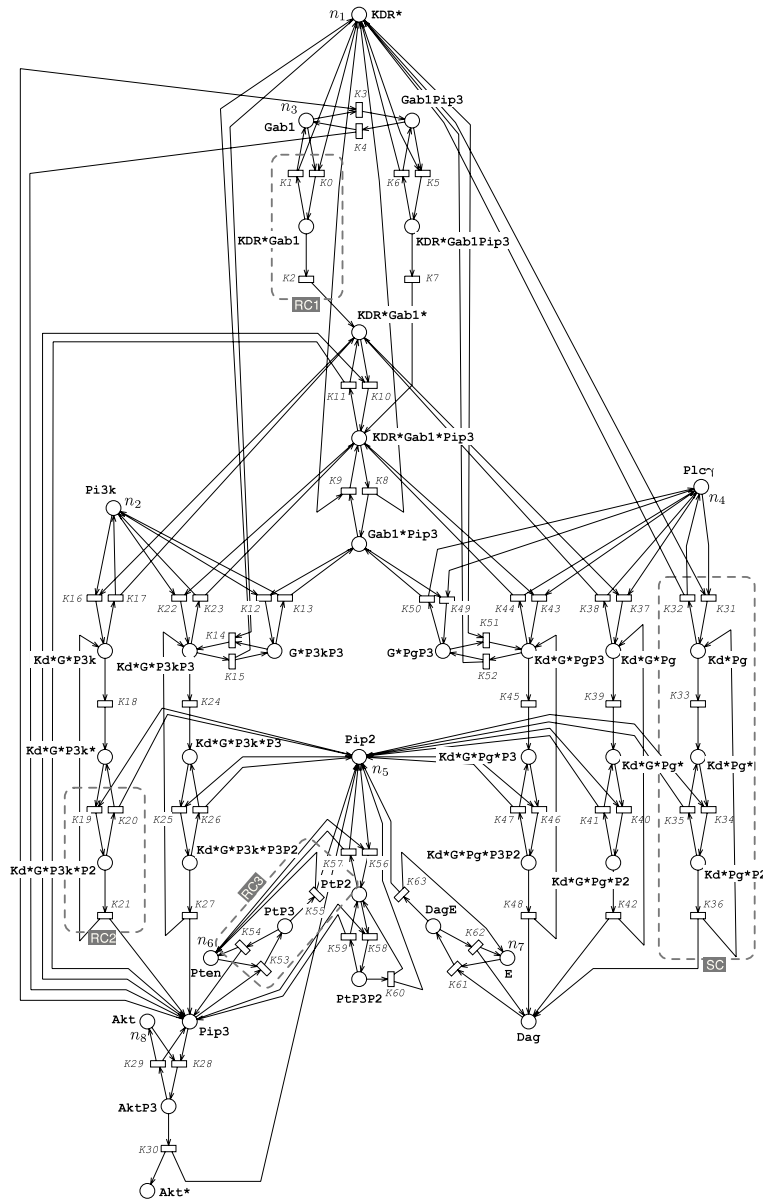 n1 KDR*
K3
n3 Gab1Pip3
Gab1
K4
K1 K0 K6 K5
KDR*Gab1 KDR*Gab1Pip3
K2 K7
RC1
KDR*Gab1*
K11 K10
KDR*Gab1*Pip3
Plcγ
K9 K8
Pi3k n2 n4
Gab1*Pip3
K16 K17 K22 K23 K12 K13 K50 K49 K44 K43 K38 K37 K32 K31
K14 K51
Kd*G*P3k Kd*G*P3kP3 G*P3kP3 G*PgP3 Kd*G*PgP3 Kd*G*Pg Kd*Pg
K15 K52
K18 K24 K45 K39 K33
Kd*G*P3k* Kd*G*P3k*P3 Pip2 Kd*G*Pg*P3 Kd*G*Pg* Kd*Pg*
n5
K19 K20 K25 K26 K47 K46 K41 K40 K35 K34
Kd*G*P3k*P2 Kd*G*P3k*P3P2 K57 K56 Kd*G*Pg*P3P2 Kd*G*Pg*P2 Kd*Pg*P2
RC3 PtP2 K63
K21 K27 PtP3 K55 DagE K48 K42 K36
RC2 n6 K54 K59 K58 K62 n7
Pten K53 K61 E SC
PtP3P2 K60
Akt Pip3 Dag
n8
K29 K28
AktP3
K30
Akt*